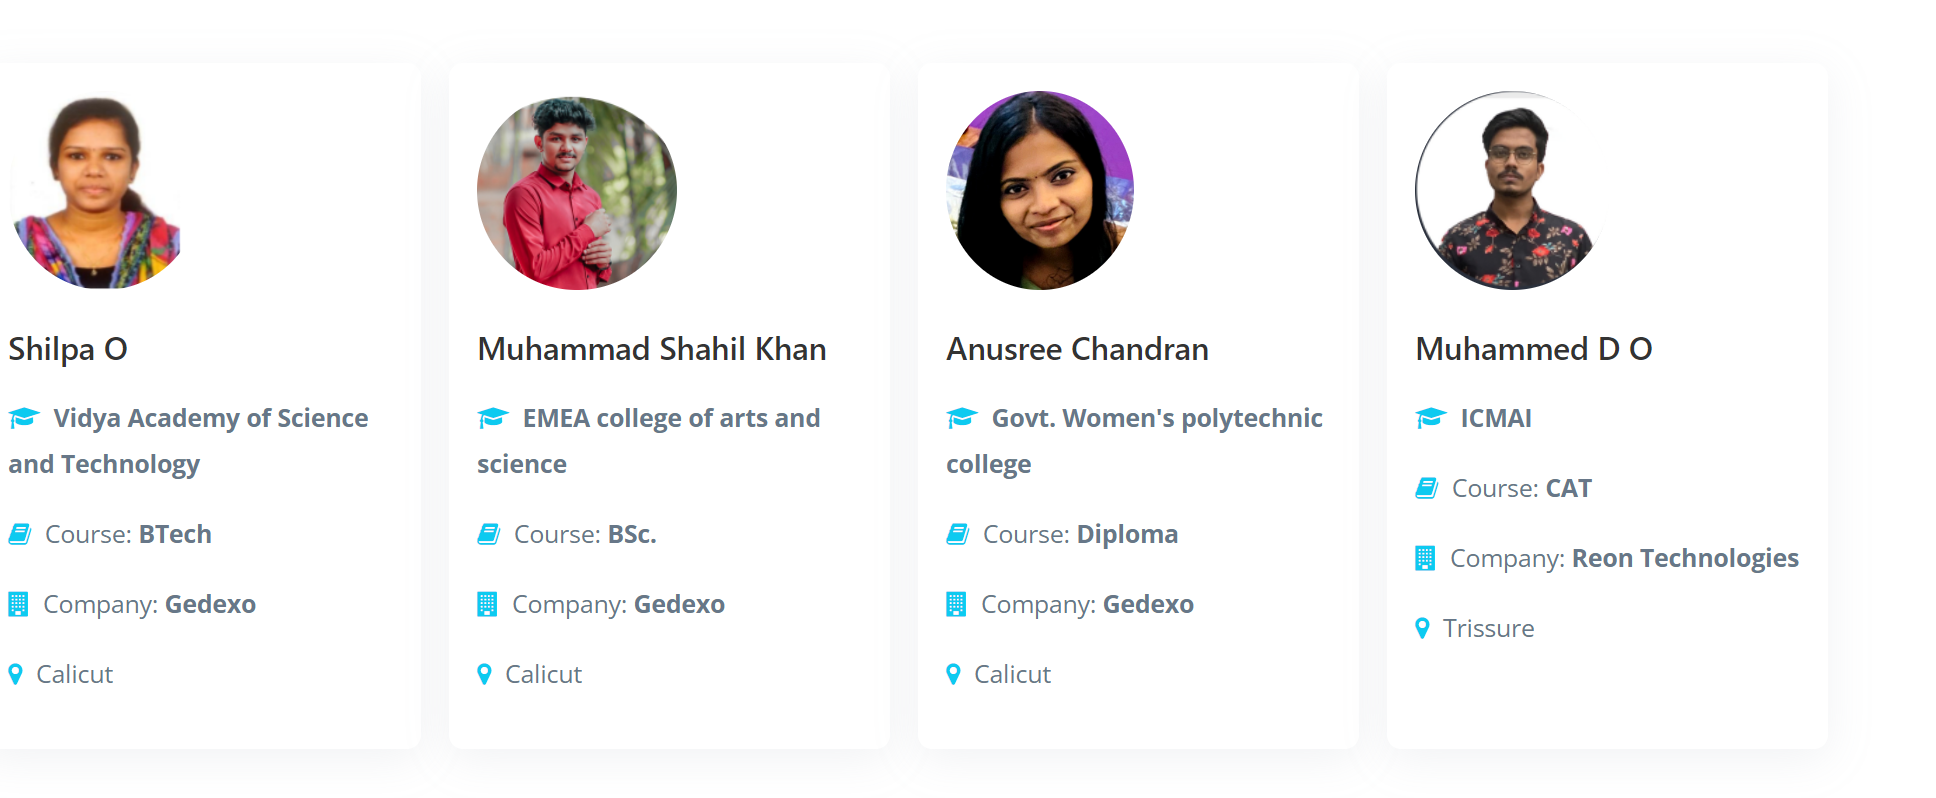 Shilpa O
Vidya Academy of Science
and Technology
Course: BTech
Company: Gedexo
Calicut
Muhammad Shahil Khan
EMEA college of arts and
science
Course: BSc.
Company: Gedexo
Calicut
Anusree Chandran
Govt. Women's polytechnic
college
Course: Diploma
Company: Gedexo
Calicut
Muhammed D O
ICMAI
Course: CAT
Company: Reon Technologies
Trissure